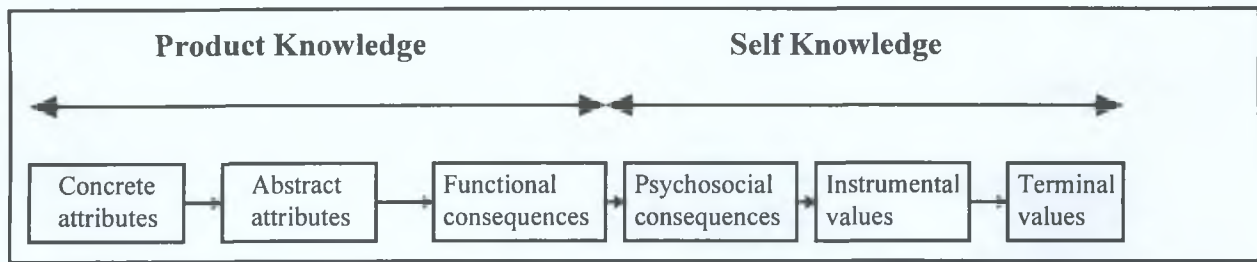 Product Knowledge
Self Knowledge
Concrete
attributes
Abstract
attributes
Functional
consequences
Psychosocial
consequences
Instrumental
values
Terminal
values